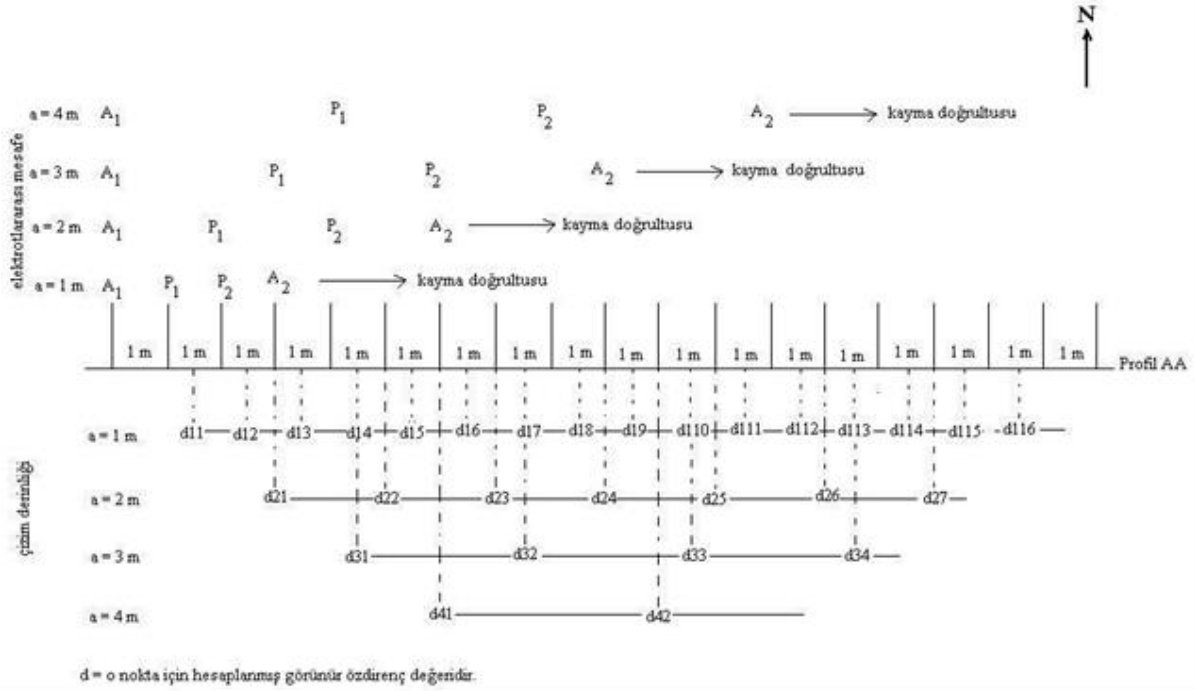 N
elektrotlararası mesafe
a = 4 m A1 P1 P2 A2 kayma doğrultusu
a = 3 m A1 P1 P2 A2 kayma doğrultusu
a = 2 m A1 P1 P2 A2 kayma doğrultusu
a = 1 m A1 P1 P2 A2 kayma doğrultusu
1 m 1 m 1 m 1 m 1 m 1 m 1 m 1 m 1 m 1 m 1 m 1 m 1 m 1 m 1 m 1 m 1 m 1 m
Profil AA
çizim derinliği
a = 1 m d11 d12 d13 d14 d15 d16 d17 d18 d19 d110 d111 d112 d113 d114 d115 d116
a = 2 m d21 d22 d23 d24 d25 d26 d27
a = 3 m d31 d32 d33 d34
a = 4 m d41 d42
d = o nokta için hesaplanmış görünür özdirenç değeridir.